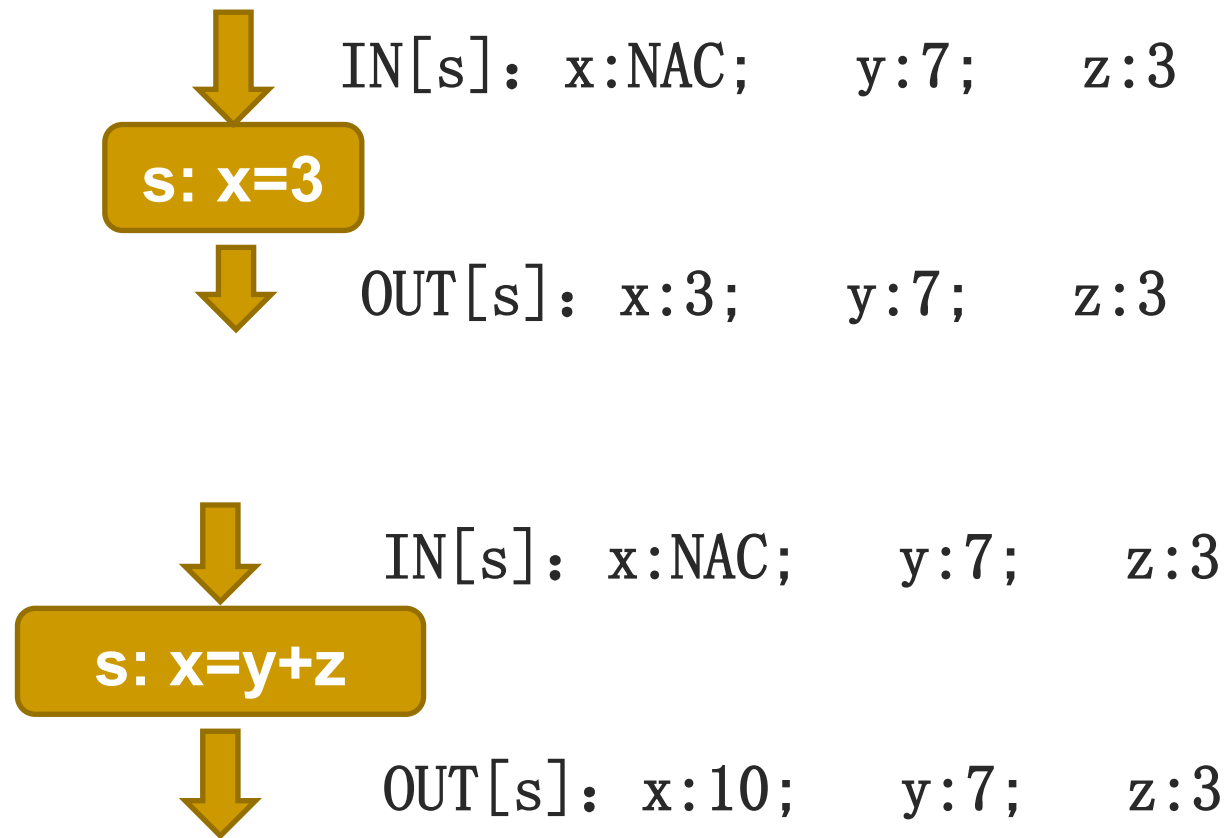 IN[s]：x:NAC; y:7; z:3
s: x=3
OUT[s]：x:3; y:7; z:3
IN[s]：x:NAC; y:7; z:3
s: x=y+z
OUT[s]：x:10; y:7; z:3